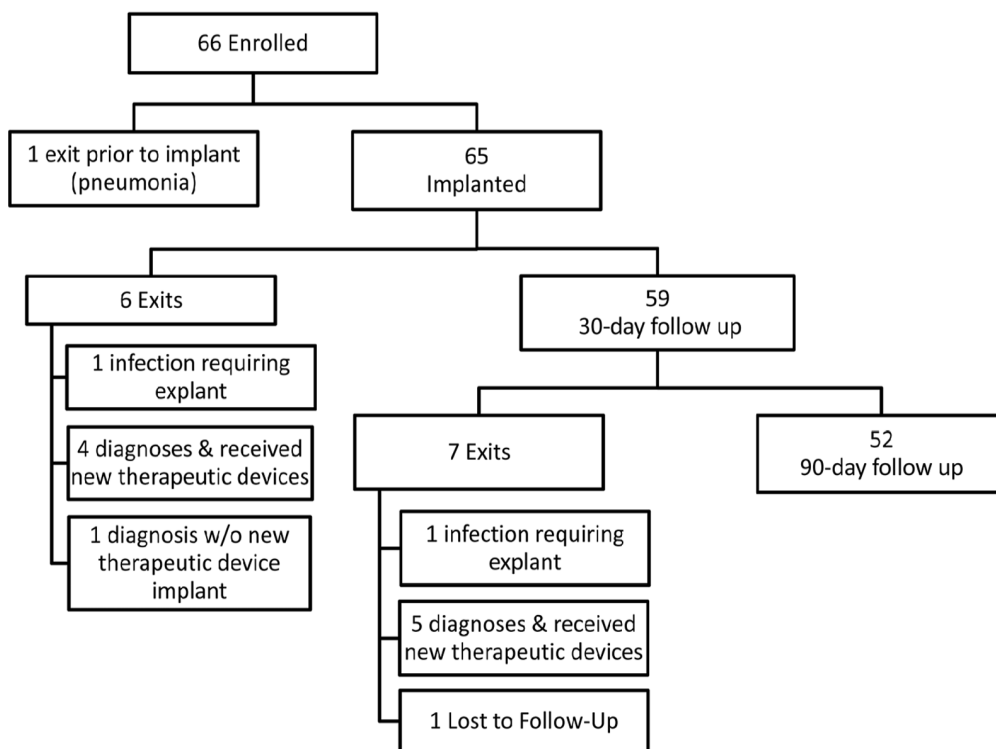 66 Enrolled
1 exit prior to implant
(pneumonia)
65
Implanted
6 Exits
1 infection requiring
explant
4 diagnoses & received
new therapeutic devices
1 diagnosis w/o new
therapeutic device
implant
59
30-day follow up
7 Exits
1 infection requiring
explant
5 diagnoses & received
new therapeutic devices
1 Lost to Follow-Up
52
90-day follow up